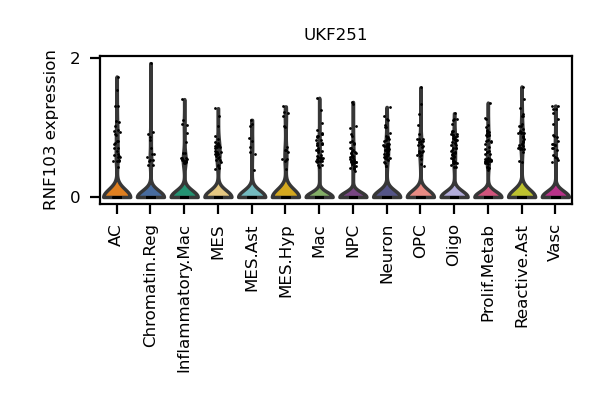 UKF251
RNF103 expression
2
0
AC
Chromatin.Reg
Inflammatory.Mac
MES
MES.Ast
MES.Hyp
Mac
NPC
Neuron
OPC
Oligo
Prolif.Metab
Reactive.Ast
Vasc